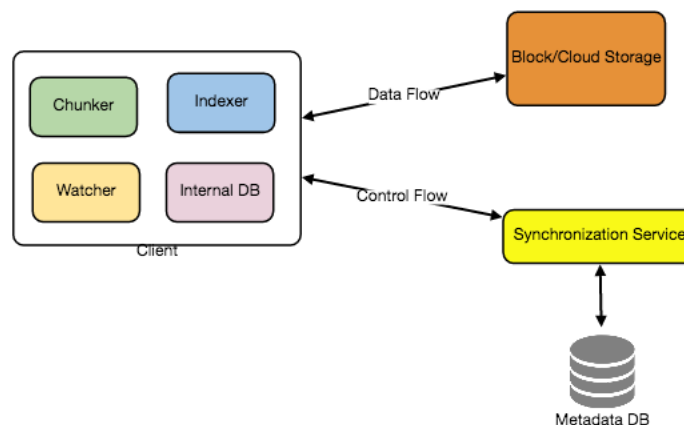 Block/Cloud Storage
Chunker
Indexer
Data Flow
Watcher
Internal DB
Control Flow
Synchronization Service
Client
Metadata DB